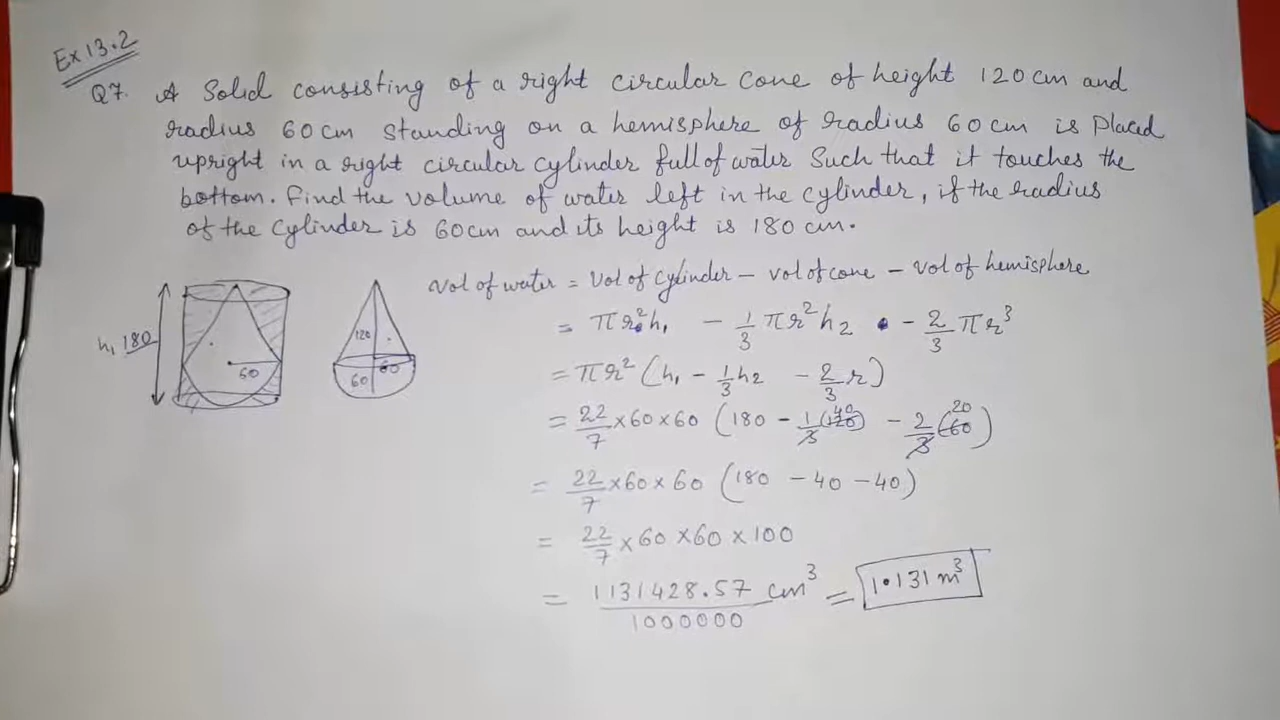 Ex 13.2
Q7. A Solid consisting of a right circular cone of height 120 cm and
radius 60 cm standing on a hemisphere of radius 60 cm is placed
upright in a right circular cylinder full of water such that it touches the
bottom. Find the volume of water left in the cylinder, if the radius
of the cylinder is 60cm and its height is 180 cm.
vol of water = vol of cylinder - vol of cone - vol of hemisphere
= πr²h₁ - 1/3 πr²h₂ - 2/3 πr³
= πr² (h₁ - 1/3 h₂ - 2/3 r)
= 22/7 × 60 × 60 (180 - 1/3 (120) 40 - 2/3 (60) 20)
= 22/7 × 60 × 60 (180 - 40 - 40)
= 22/7 × 60 × 60 × 100
= 1131428.57 cm³ / 1000000 = 1.131 m³
h₁ 180
60
120
60
60